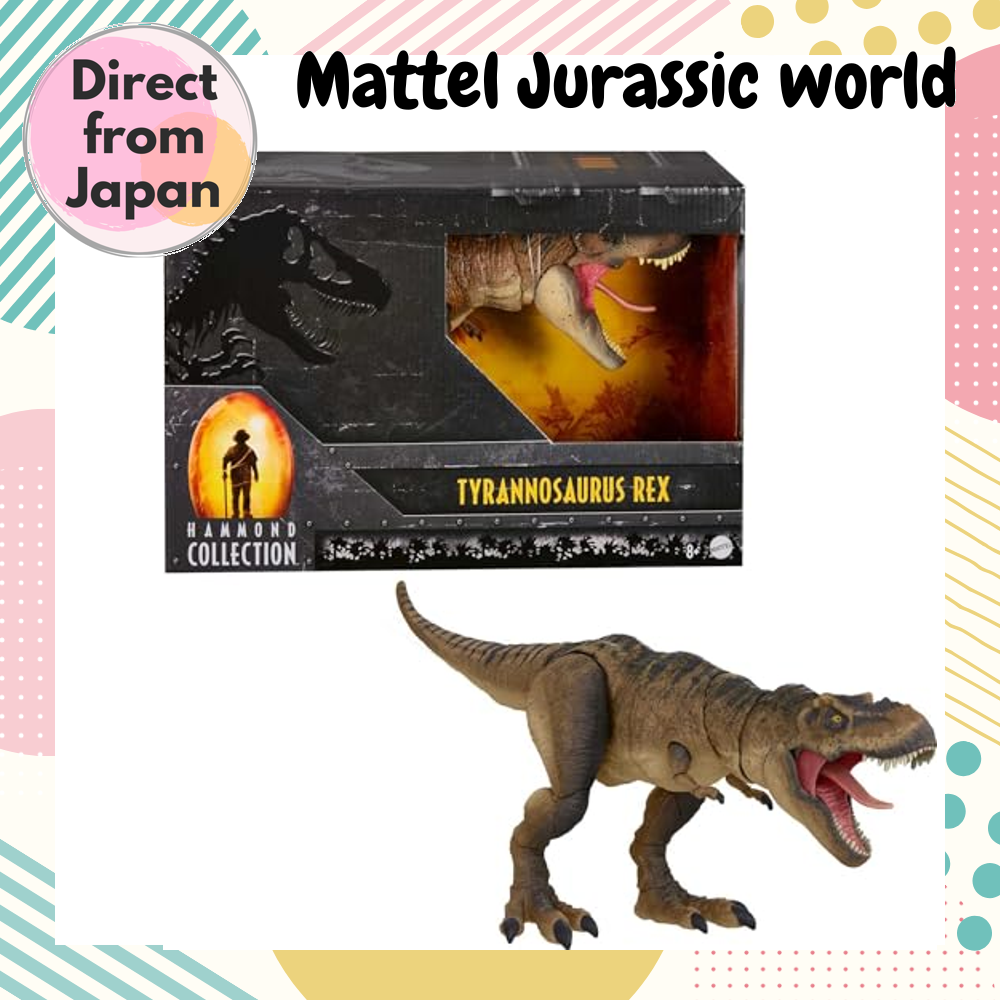 Direct
from
Japan
Mattel Jurassic world
TYRANNOSAURUS REX
HAMMOND
COLLECTION
8+